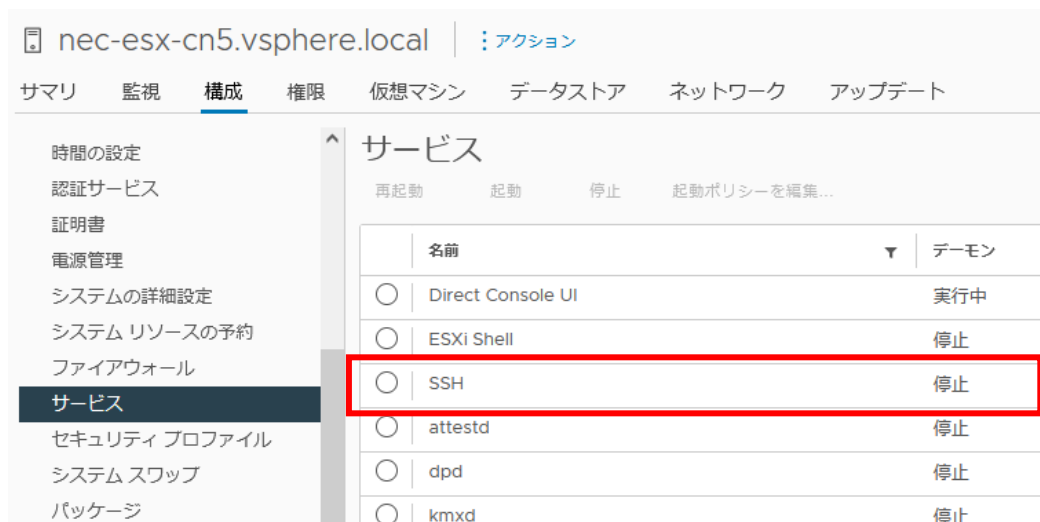 nec-esx-cn5.vsphere.local アクション
サマリ 監視 構成 権限 仮想マシン データストア ネットワーク アップデート
時間の設定
認証サービス
証明書
電源管理
システムの詳細設定
システム リソースの予約
ファイアウォール
サービス
セキュリティ プロファイル
システム スワップ
パッケージ
サービス
再起動 起動 停止 起動ポリシーを編集...
名前 デーモン
Direct Console UI 実行中
ESXi Shell 停止
SSH 停止
attestd 停止
dpd 停止
kmxd 停止